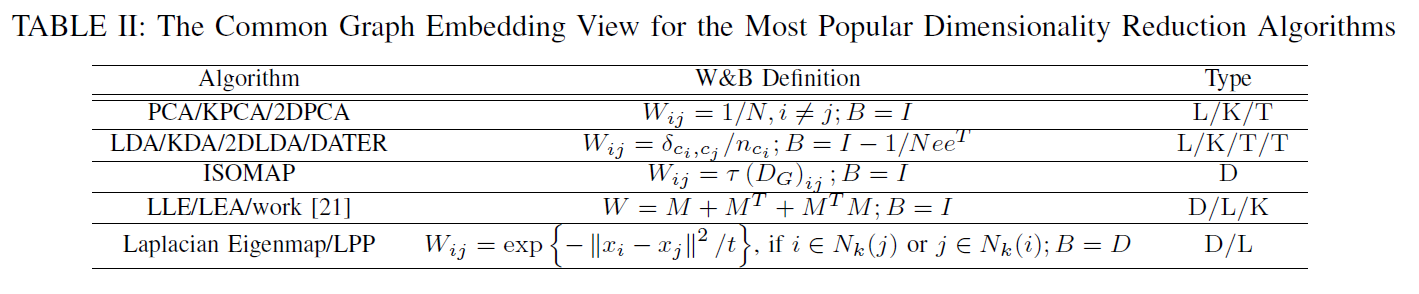 TABLE II: The Common Graph Embedding View for the Most Popular Dimensionality Reduction Algorithms
Algorithm W&B Definition Type
PCA/KPCA/2DPCA $W_{ij} = 1/N, i \neq j; B = I$ L/K/T
LDA/KDA/2DLDA/DATER $W_{ij} = \delta_{c_i,c_j}/n_{c_i}; B = I - 1/Nee^T$ L/K/T/T
ISOMAP $W_{ij} = \tau (D_G)_{ij}; B = I$ D
LLE/LEA/work [21] $W = M + M^T + M^T M; B = I$ D/L/K
Laplacian Eigenmap/LPP $W_{ij} = \exp\left\{-\|x_i - x_j\|^2/t\right\}$, if $i \in N_k(j)$ or $j \in N_k(i); B = D$ D/L